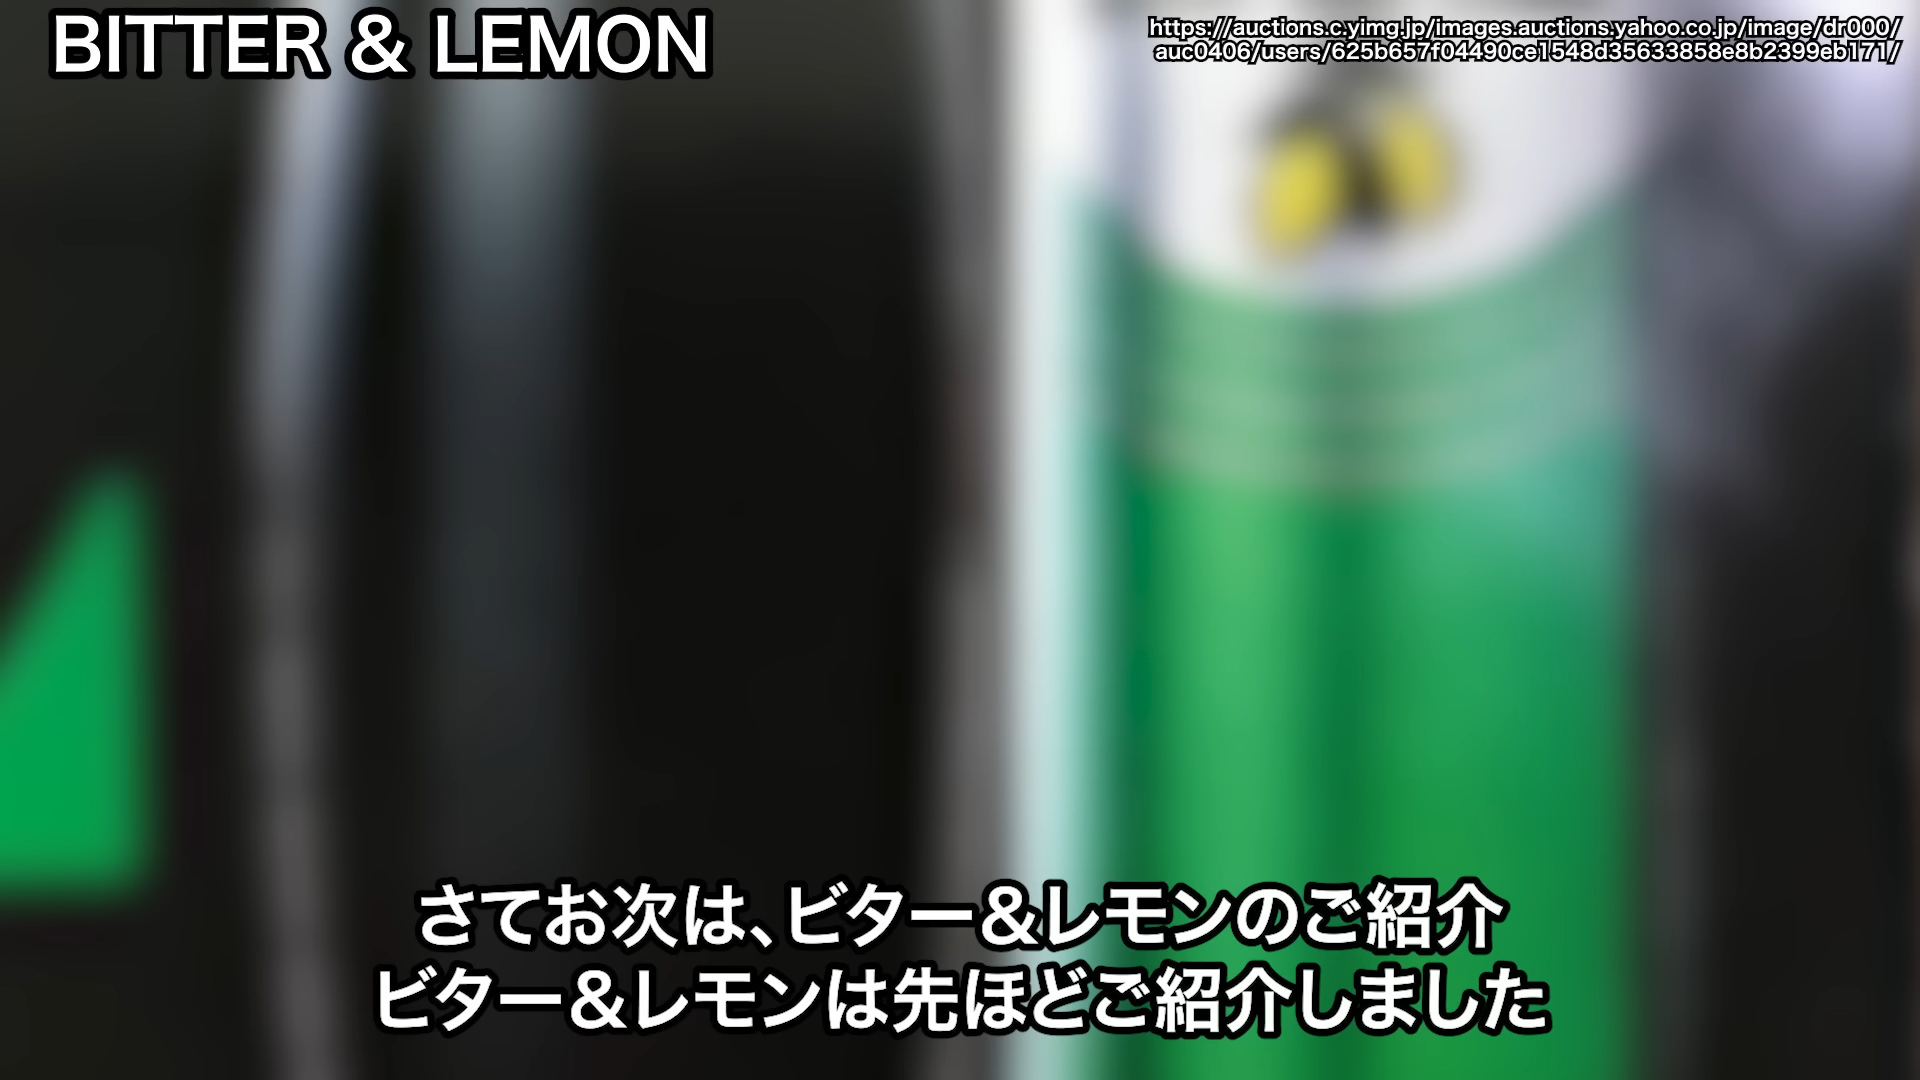 BITTER & LEMON
https://auctions.c.yimg.jp/images.auctions.yahoo.co.jp/image/dr000/
auc0406/users/625b657f04490ce1548d35633858e8b2399eb171/
さてお次は、ビター＆レモンのご紹介
ビター＆レモンは先ほどご紹介しました